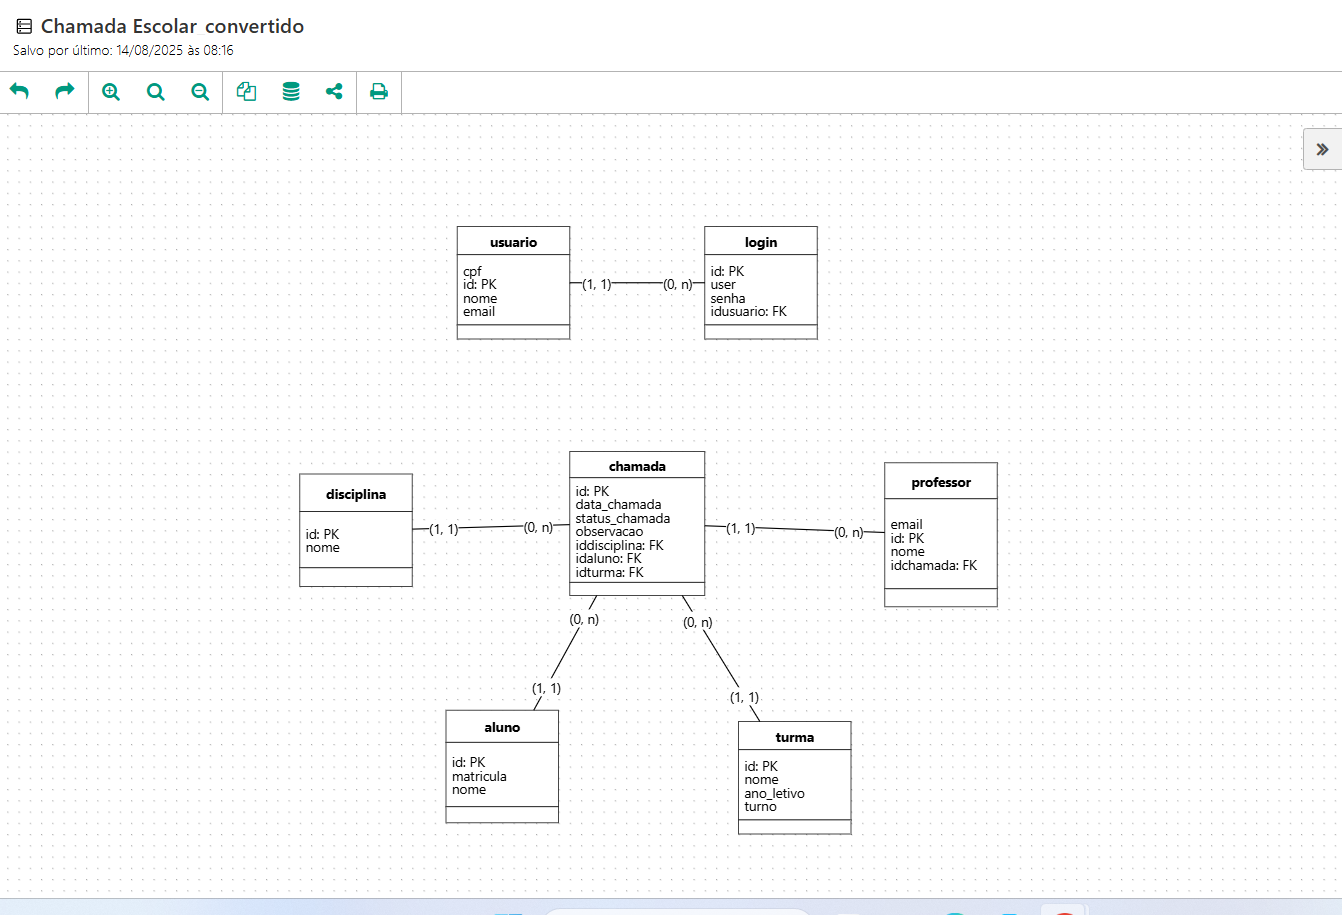 Chamada Escolar_convertido
Salvo por último: 14/08/2025 às 08:16
usuario
cpf
id: PK
nome
email
(1, 1)
(0, n)
login
id: PK
user
senha
idusuario: FK
disciplina
id: PK
nome
(1, 1)
(0, n)
chamada
id: PK
data_chamada
status_chamada
observacao
iddisciplina: FK
idaluno: FK
idturma: FK
(1, 1)
(0, n)
professor
email
id: PK
nome
idchamada: FK
(0, n)
(0, n)
(1, 1)
(1, 1)
aluno
id: PK
matricula
nome
turma
id: PK
nome
ano_letivo
turno